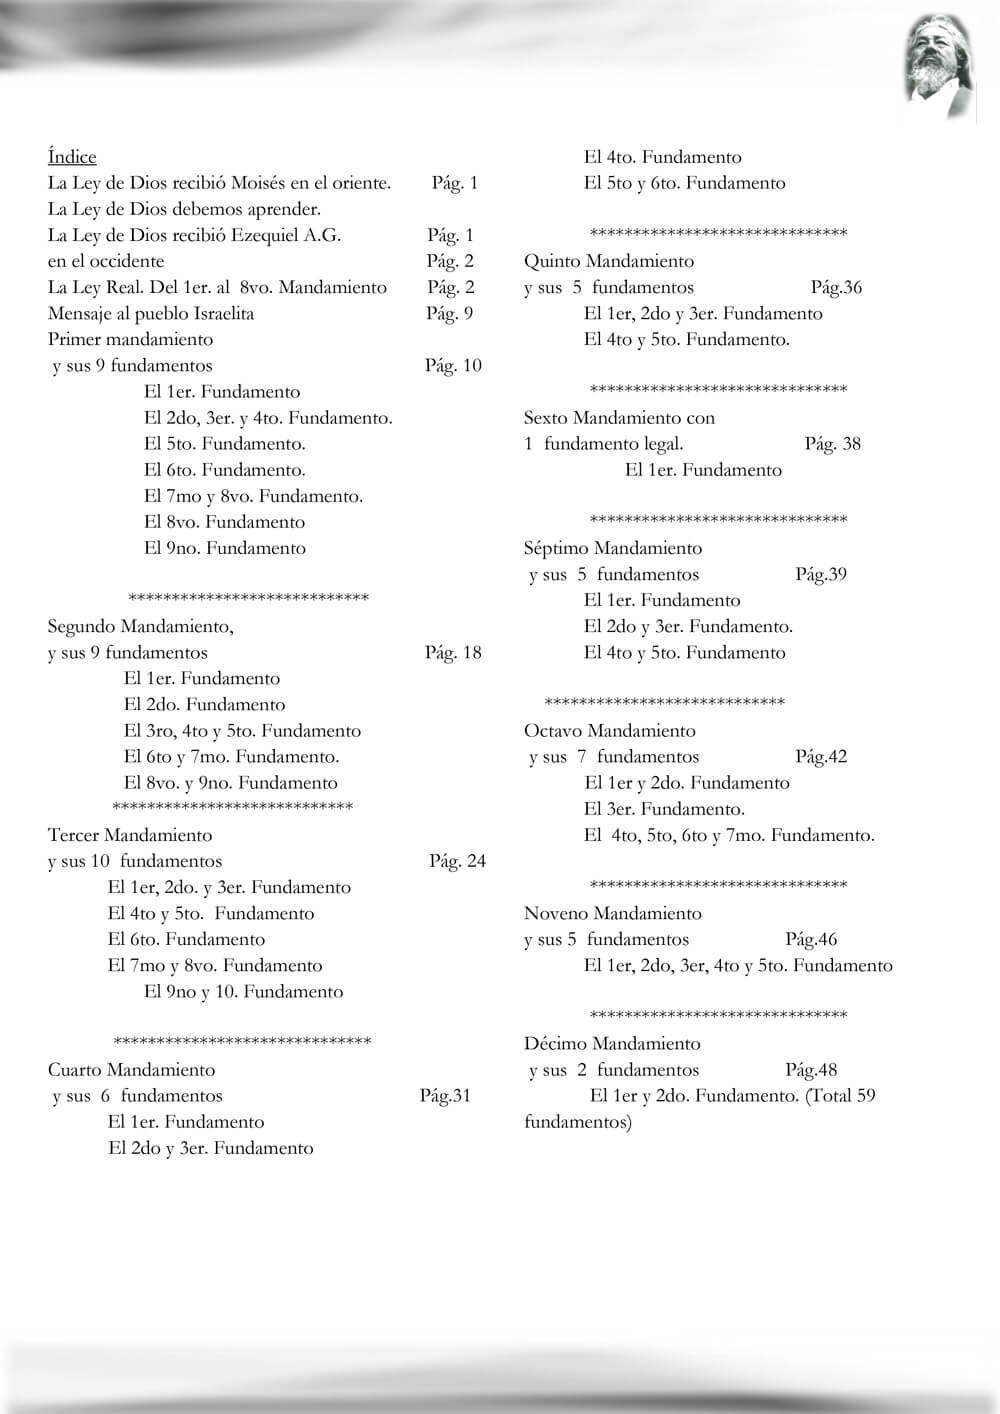 Índice
La Ley de Dios recibió Moisés en el oriente. Pág. 1
La Ley de Dios debemos aprender.
La Ley de Dios recibió Ezequiel A.G. Pág. 1
en el occidente Pág. 2
La Ley Real. Del 1er. al 8vo. Mandamiento Pág. 2
Mensaje al pueblo Israelita Pág. 9
Primer mandamiento
y sus 9 fundamentos Pág. 10
El 1er. Fundamento
El 2do, 3er. y 4to. Fundamento.
El 5to. Fundamento.
El 6to. Fundamento.
El 7mo y 8vo. Fundamento.
El 8vo. Fundamento
El 9no. Fundamento
****************************
Segundo Mandamiento,
y sus 9 fundamentos Pág. 18
El 1er. Fundamento
El 2do. Fundamento
El 3ro, 4to y 5to. Fundamento
El 6to y 7mo. Fundamento.
El 8vo. y 9no. Fundamento
****************************
Tercer Mandamiento
y sus 10 fundamentos Pág. 24
El 1er, 2do. y 3er. Fundamento
El 4to y 5to. Fundamento
El 6to. Fundamento
El 7mo y 8vo. Fundamento
El 9no y 10. Fundamento
******************************
Cuarto Mandamiento
y sus 6 fundamentos Pág.31
El 1er. Fundamento
El 2do y 3er. Fundamento
El 4to. Fundamento
El 5to y 6to. Fundamento
******************************
Quinto Mandamiento
y sus 5 fundamentos Pág.36
El 1er, 2do y 3er. Fundamento
El 4to y 5to. Fundamento.
******************************
Sexto Mandamiento con
1 fundamento legal. Pág. 38
El 1er. Fundamento
******************************
Séptimo Mandamiento
y sus 5 fundamentos Pág.39
El 1er. Fundamento
El 2do y 3er. Fundamento.
El 4to y 5to. Fundamento
****************************
Octavo Mandamiento
y sus 7 fundamentos Pág.42
El 1er y 2do. Fundamento
El 3er. Fundamento.
El 4to, 5to, 6to y 7mo. Fundamento.
******************************
Noveno Mandamiento
y sus 5 fundamentos Pág.46
El 1er, 2do, 3er, 4to y 5to. Fundamento
******************************
Décimo Mandamiento
y sus 2 fundamentos Pág.48
El 1er y 2do. Fundamento. (Total 59
fundamentos)